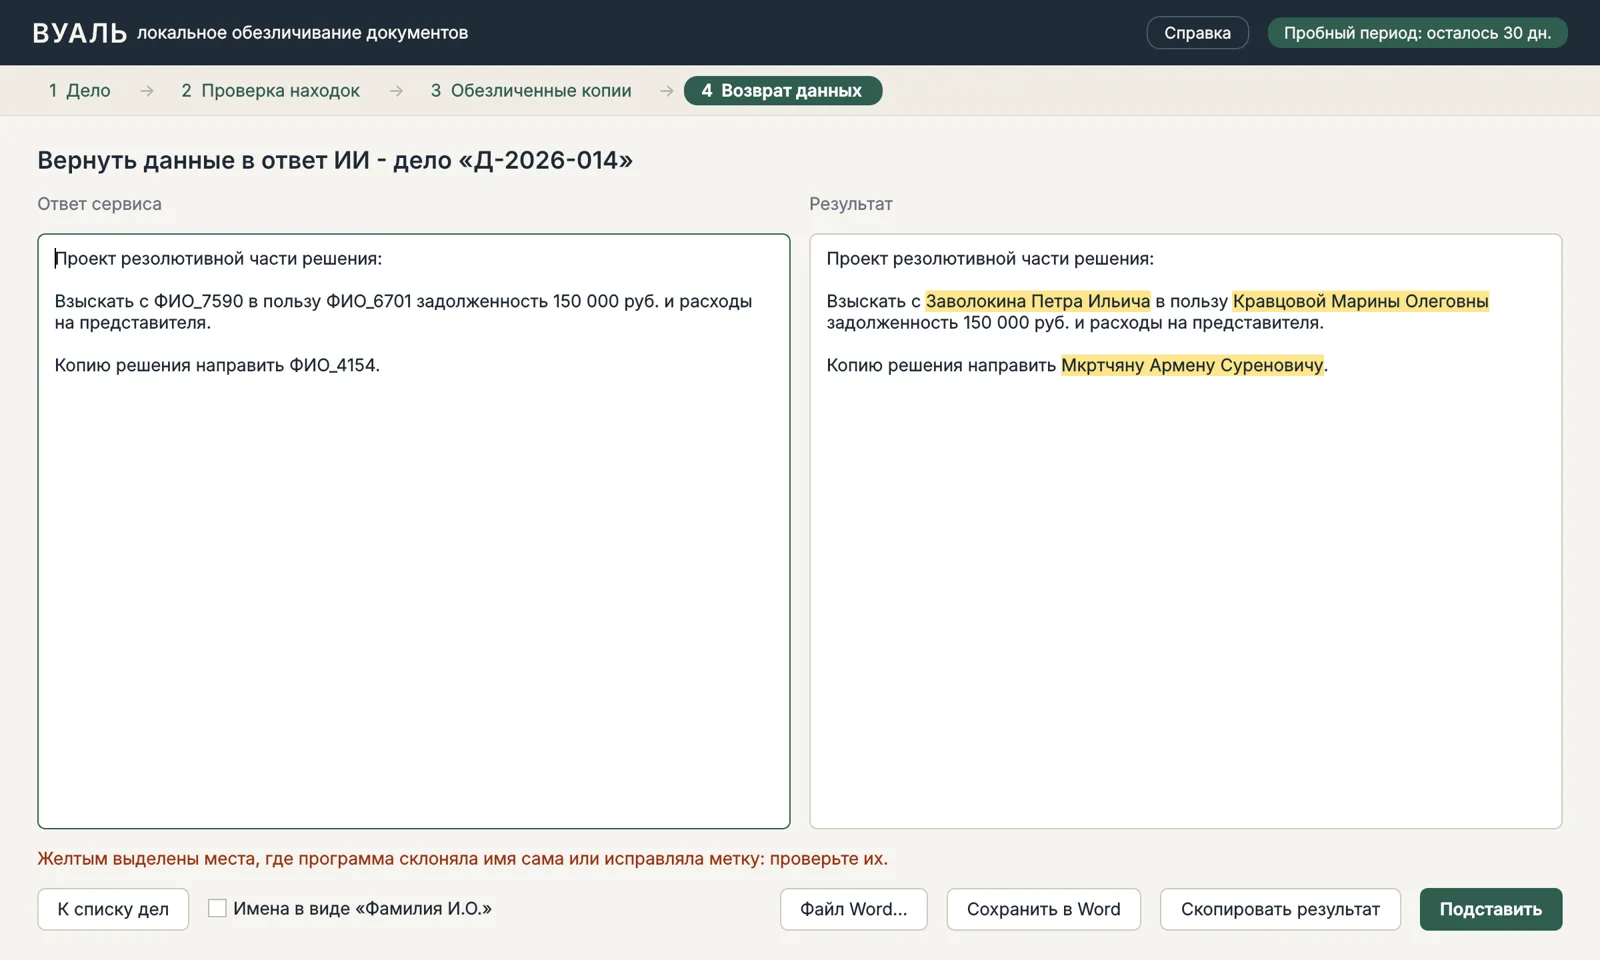 ВУАЛЬ локальное обезличивание документов
Справка
Пробный период: осталось 30 дн.
1 Дело → 2 Проверка находок → 3 Обезличенные копии → 4 Возврат данных
Вернуть данные в ответ ИИ - дело «Д-2026-014»
Ответ сервиса
Проект резолютивной части решения:
Взыскать с ФИО_7590 в пользу ФИО_6701 задолженность 150 000 руб. и расходы
на представителя.
Копию решения направить ФИО_4154.
Результат
Проект резолютивной части решения:
Взыскать с Заволокина Петра Ильича в пользу Кравцовой Марины Олеговны
задолженность 150 000 руб. и расходы на представителя.
Копию решения направить Мкртчяну Армену Суреновичу.
Желтым выделены места, где программа склоняла имя сама или исправляла метку: проверьте их.
К списку дел
Имена в виде «Фамилия И.О.»
Файл Word...
Сохранить в Word
Скопировать результат
Подставить